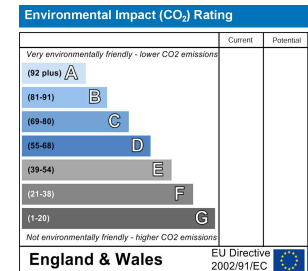 Environmental Impact (CO₂) Rating
Current Potential
Very environmentally friendly - lower CO2 emissions
(92 plus) A
(81-91) B
(69-80) C
(55-68) D
(39-54) E
(21-38) F
(1-20) G
Not environmentally friendly - higher CO2 emissions
England & Wales
EU Directive
2002/91/EC